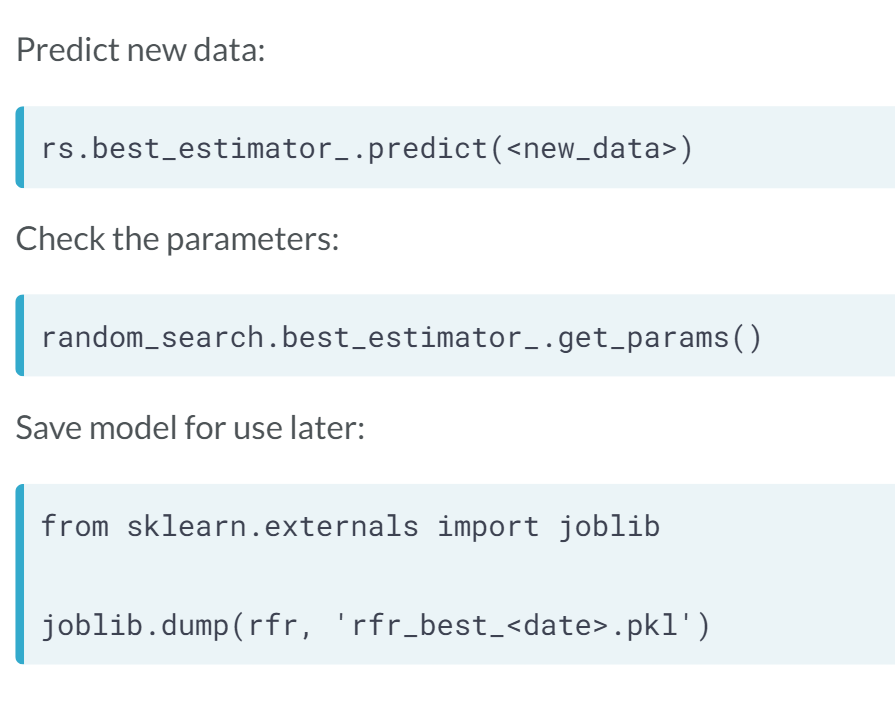 Predict new data:
rs.best_estimator_.predict(<new_data>)
Check the parameters:
random_search.best_estimator_.get_params()
Save model for use later:
from sklearn.externals import joblib
joblib.dump(rfr, 'rfr_best_<date>.pkl')